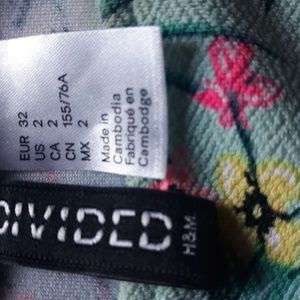 EUR 32
US 2
CA 2
CN 155/76A
MX 2
Made in
Cambodia
Fabriqué en
Cambodge
DIVIDED
H&M